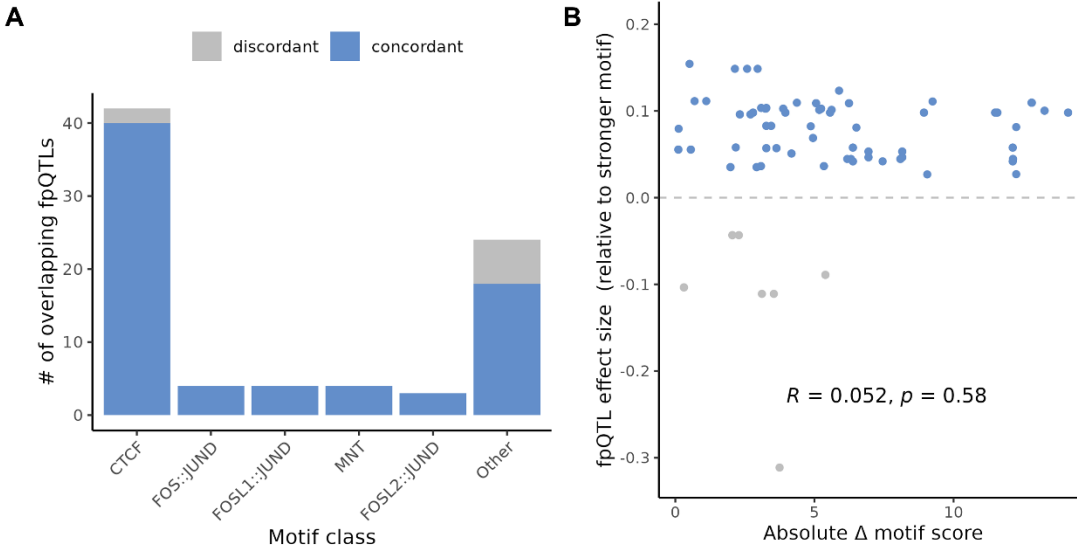 A
discordant
concordant
# of overlapping fpQTLs
40
30
20
10
0
CTCF
FOS::JUND
FOSL1::JUND
MNT
FOSL2::JUND
Other
Motif class
B
fpQTL effect size (relative to stronger motif)
0.2
0.1
0.0
-0.1
-0.2
-0.3
R = 0.052, p = 0.58
0
5
10
Absolute Δ motif score